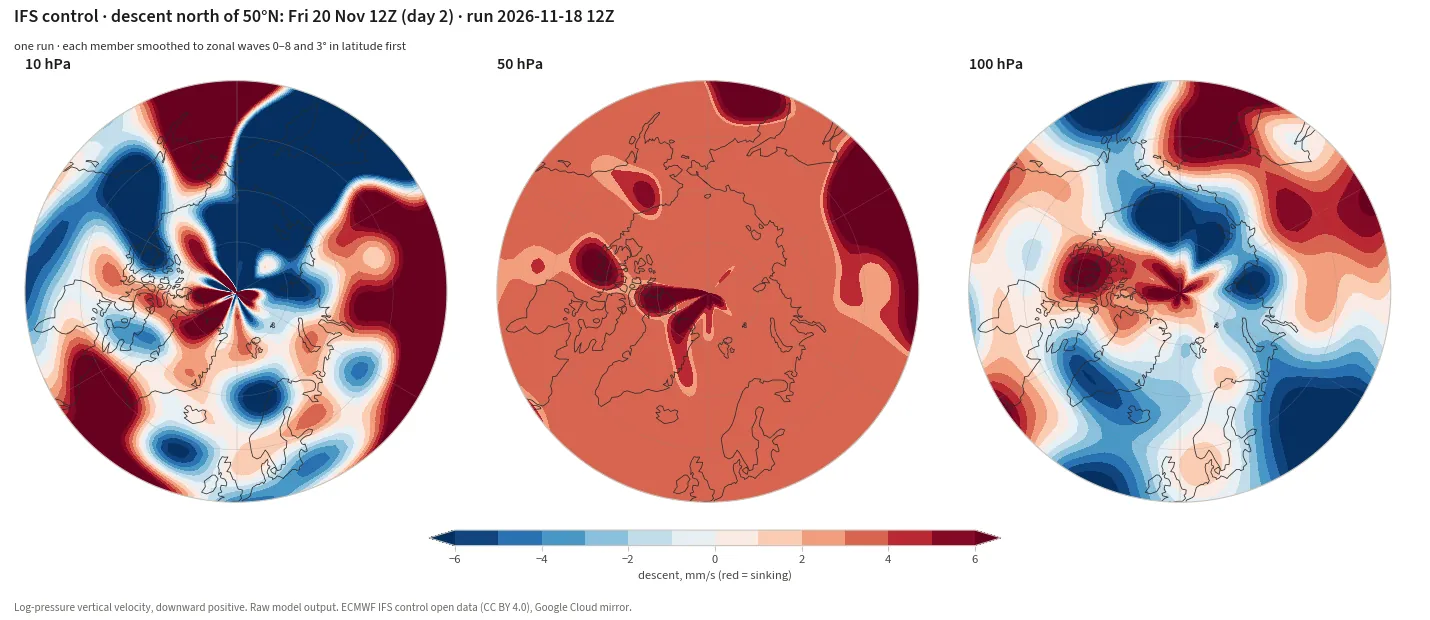 IFS control · descent north of 50°N: Fri 20 Nov 12Z (day 2) · run 2026-11-18 12Z
one run · each member smoothed to zonal waves 0–8 and 3° in latitude first
10 hPa
50 hPa
100 hPa
−6 −4 −2 0 2 4 6
descent, mm/s (red = sinking)
Log-pressure vertical velocity, downward positive. Raw model output. ECMWF IFS control open data (CC BY 4.0), Google Cloud mirror.